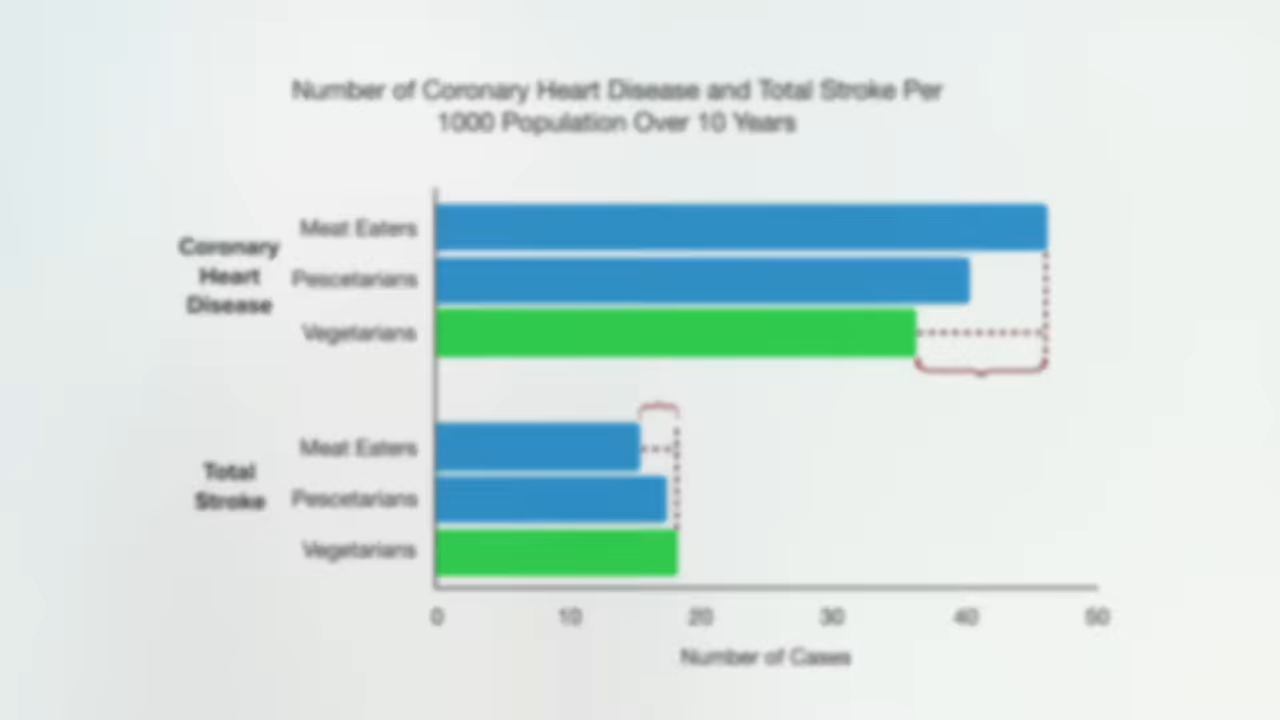 Number of Coronary Heart Disease and Total Stroke Per
1000 Population Over 10 Years
Coronary
Heart
Disease
Meat Eaters
Pescetarians
Vegetarians
Total
Stroke
Meat Eaters
Pescetarians
Vegetarians
0 10 20 30 40 50
Number of Cases